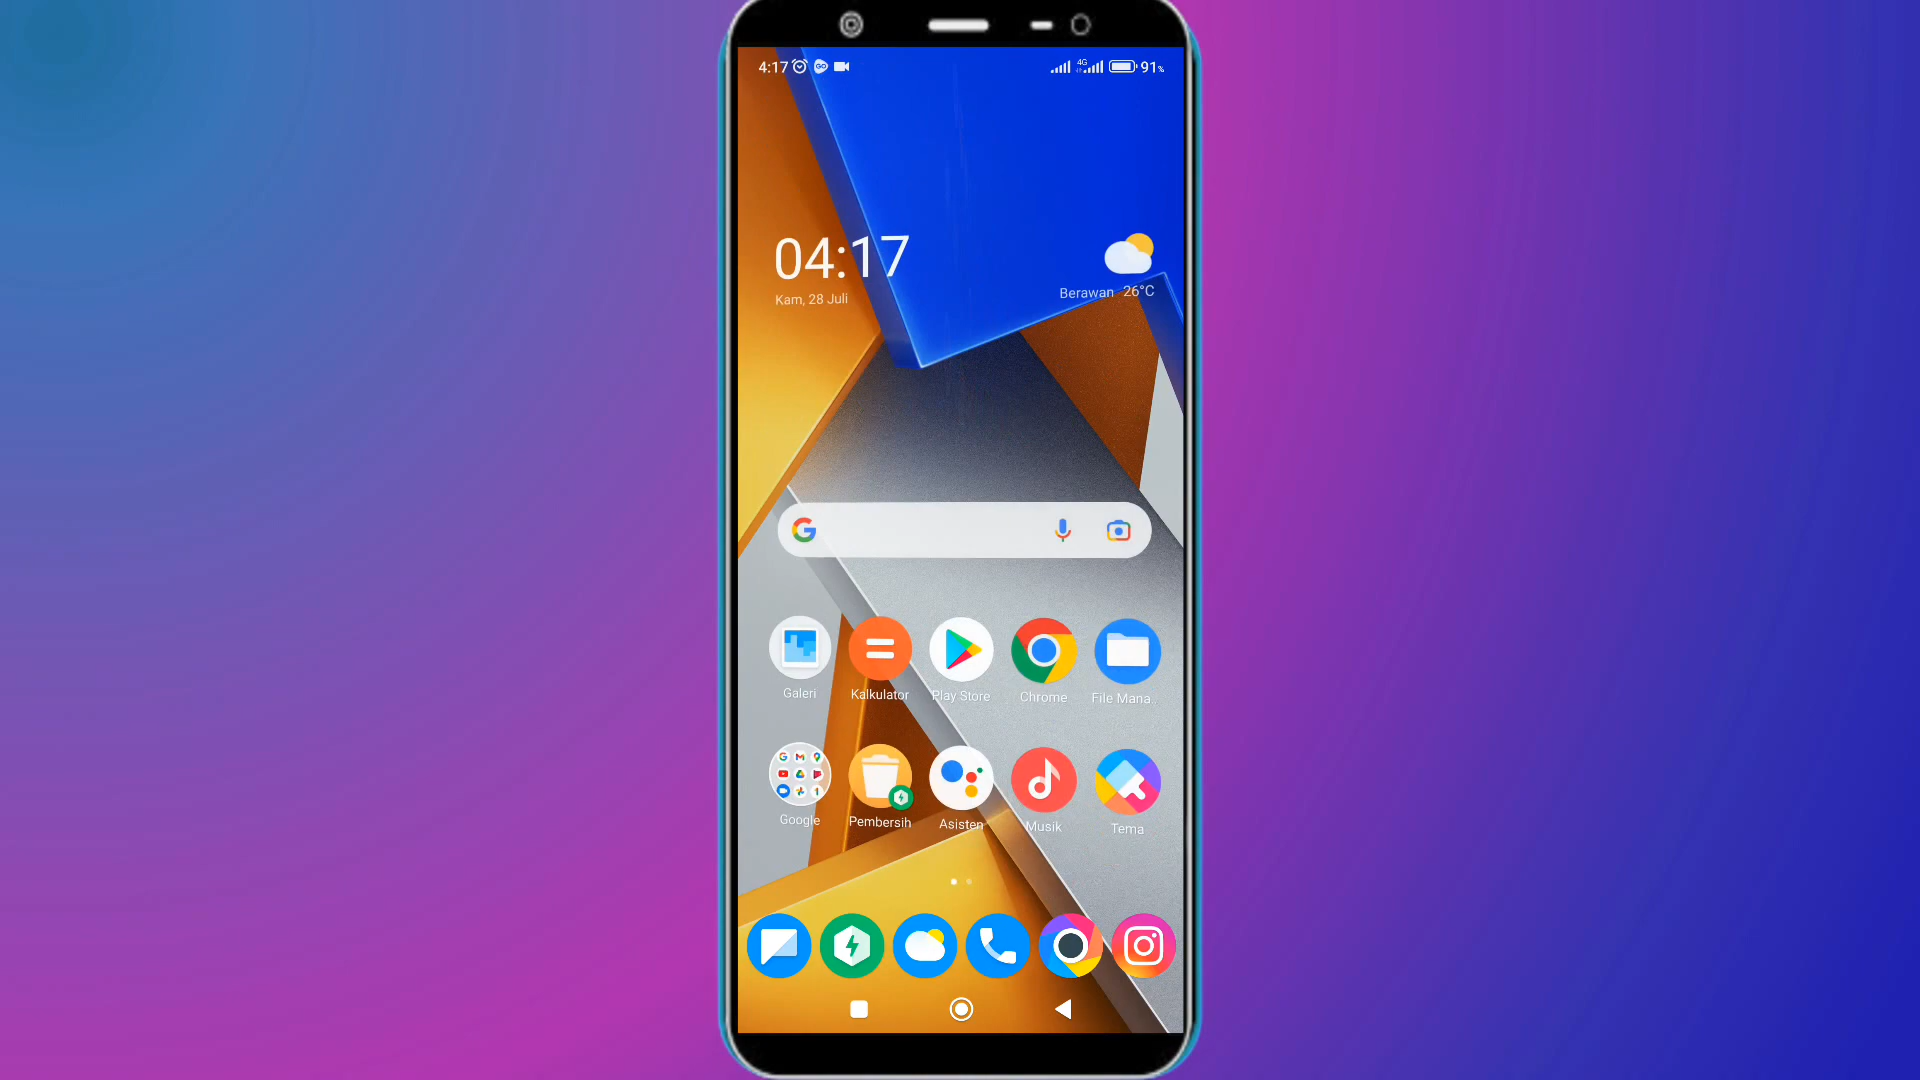 4:17 4G 91%
04:17
Kam, 28 Juli
Berawan 26°C
Galeri Kalkulator Play Store Chrome File Mana..
Google Pembersih Asisten Musik Tema